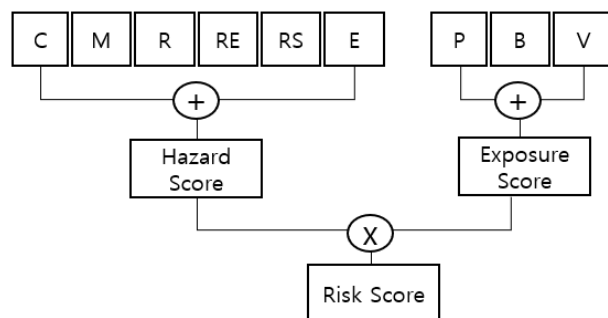 C M R RE RS E P B V
+ +
Hazard Exposure
Score Score
X
Risk Score